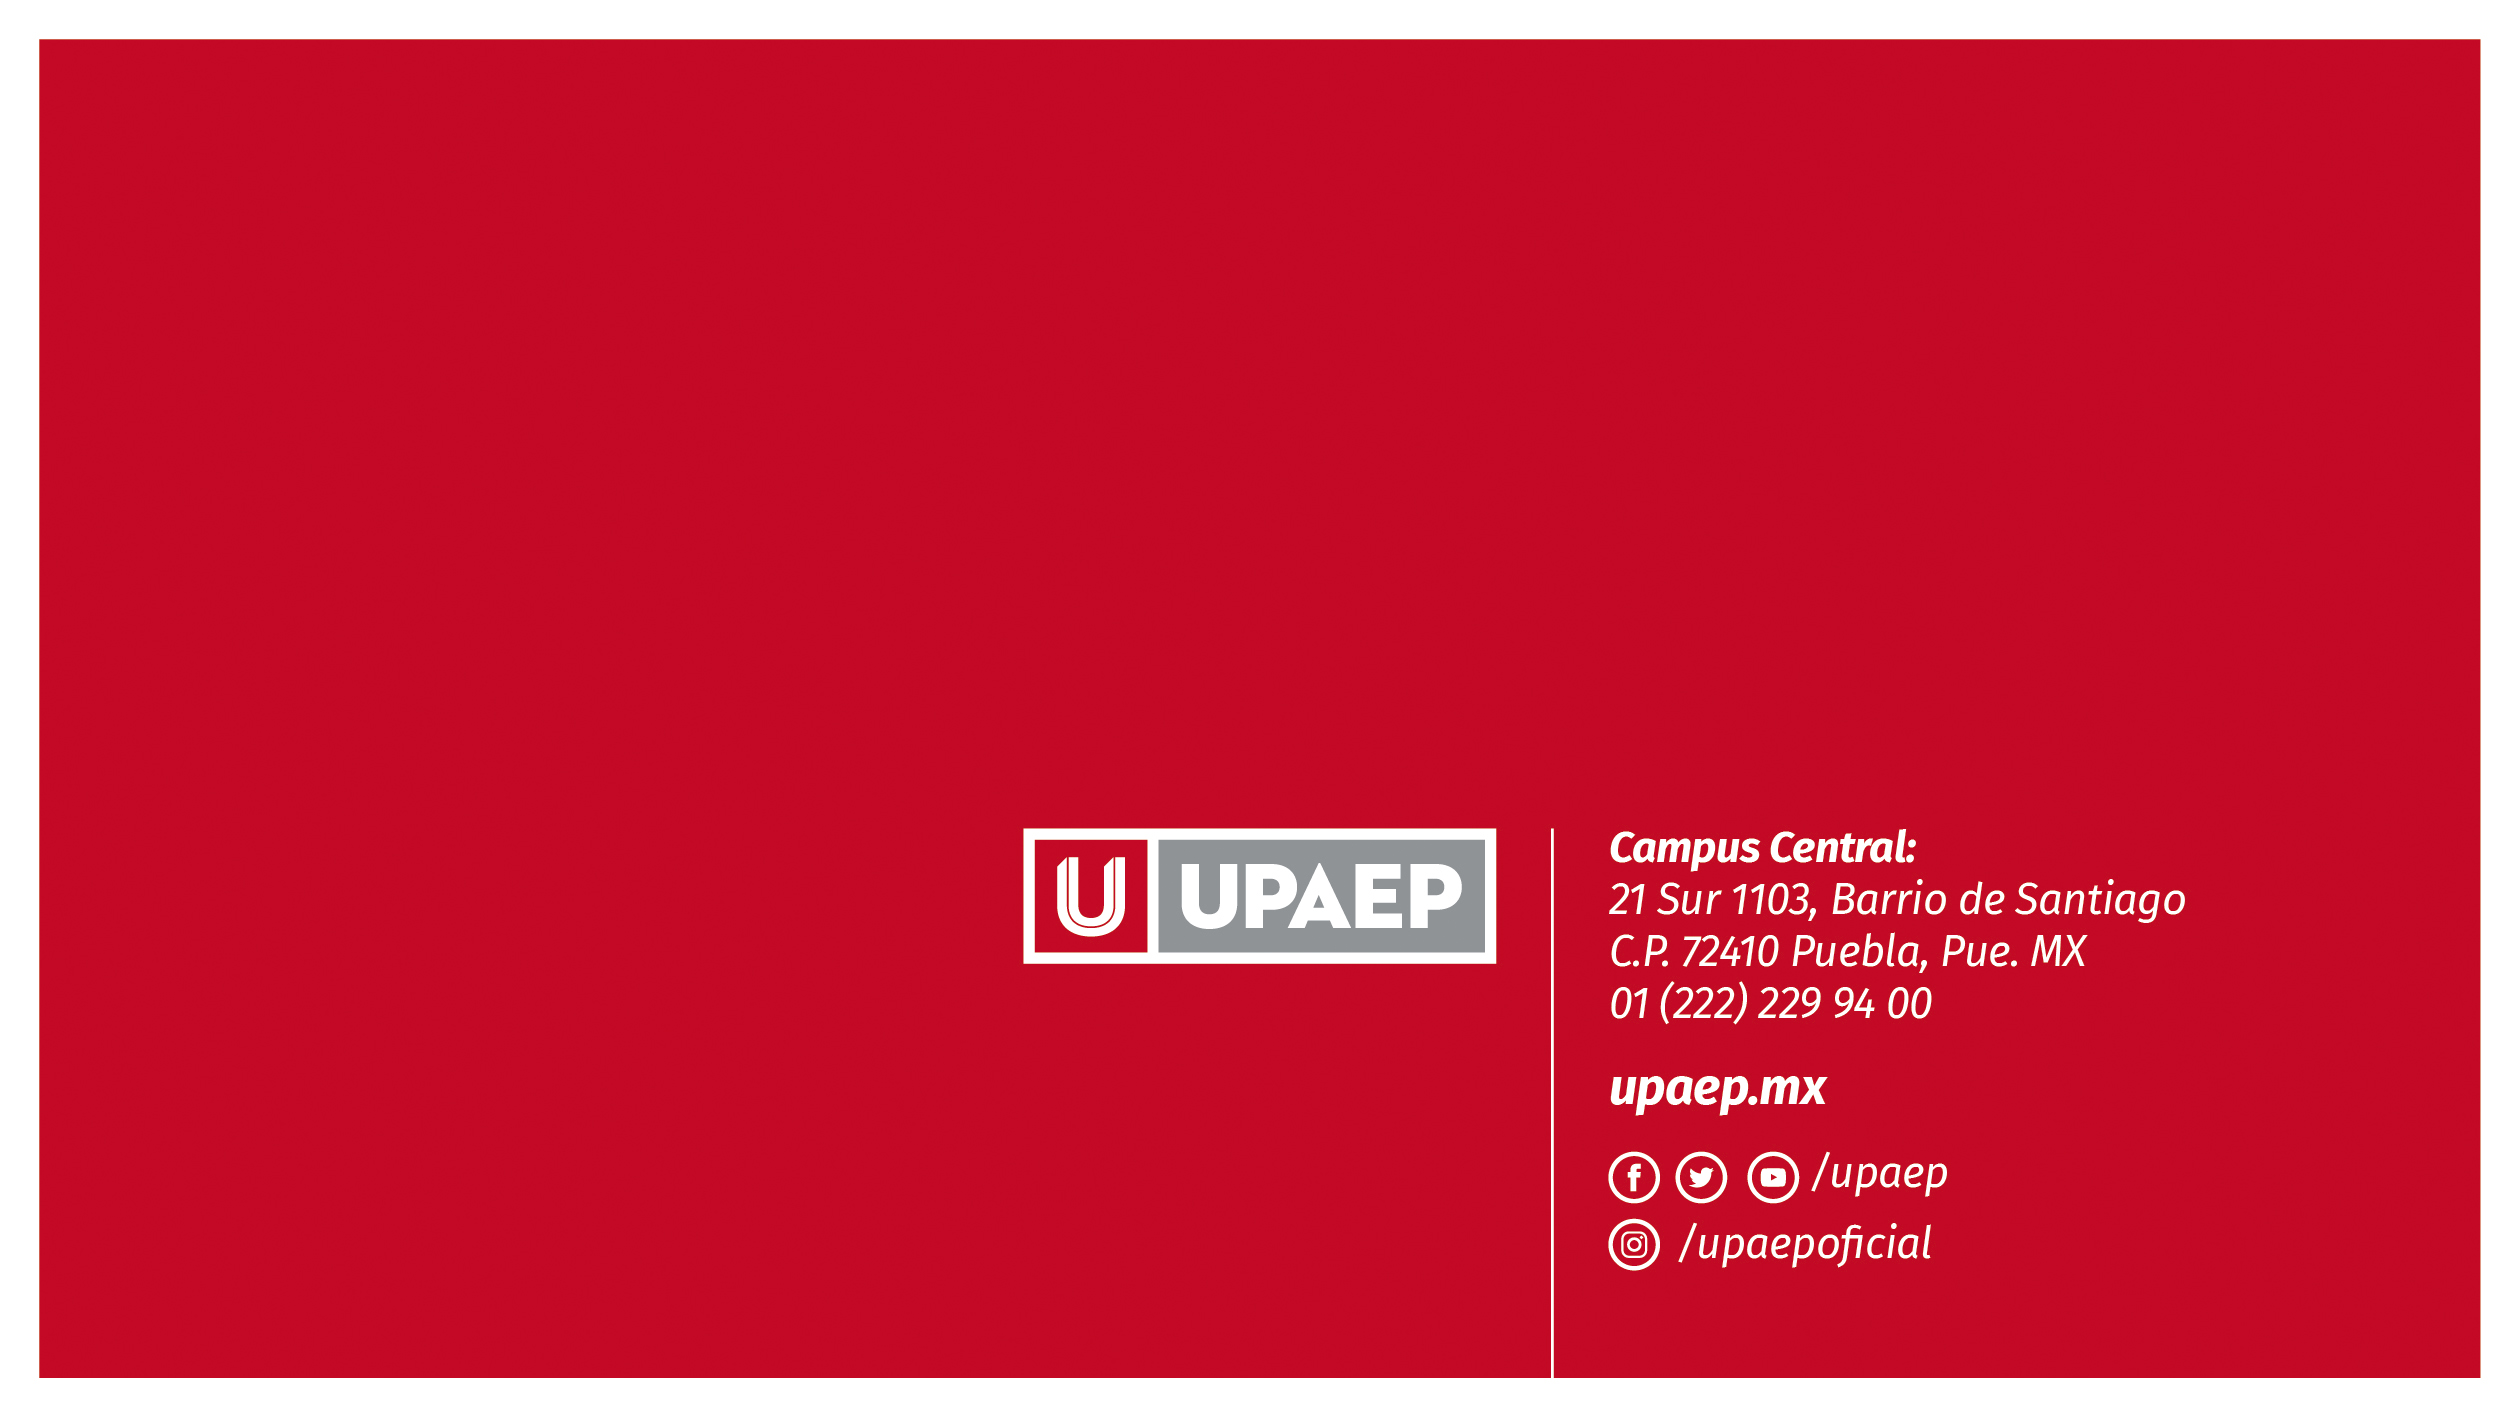 U UPAEP
Campus Central:
21 Sur 1103, Barrio de Santiago
C.P. 72410 Puebla, Pue. MX
01 (222) 229 94 00
upaep.mx
/upaep
/upaepoficial